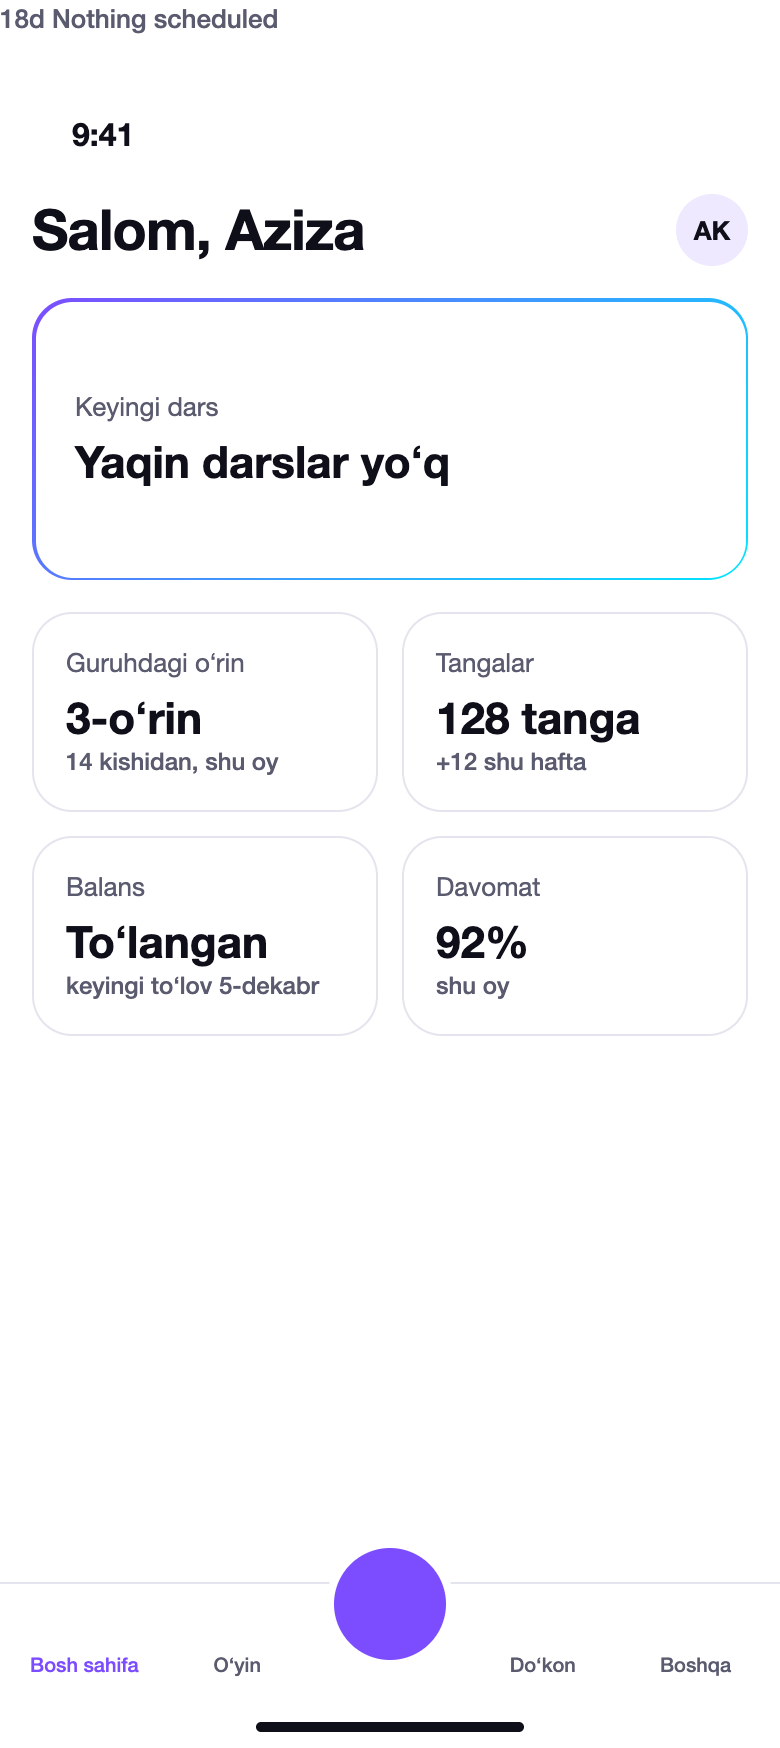 18d Nothing scheduled
9:41
Salom, Aziza
AK
Keyingi dars
Yaqin darslar yo‘q
Guruhdagi o‘rin
3-o‘rin
14 kishidan, shu oy
Tangalar
128 tanga
+12 shu hafta
Balans
To‘langan
keyingi to‘lov 5-dekabr
Davomat
92%
shu oy
Bosh sahifa
O‘yin
Do‘kon
Boshqa